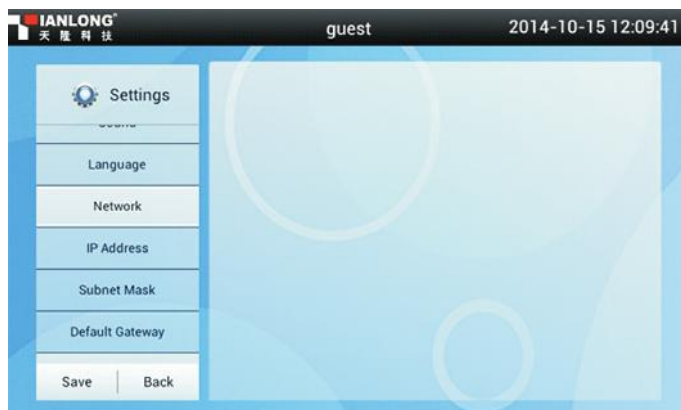 TIANLONG
天隆科技
guest
2014-10-15 12:09:41
Settings
Language
Network
IP Address
Subnet Mask
Default Gateway
Save
Back